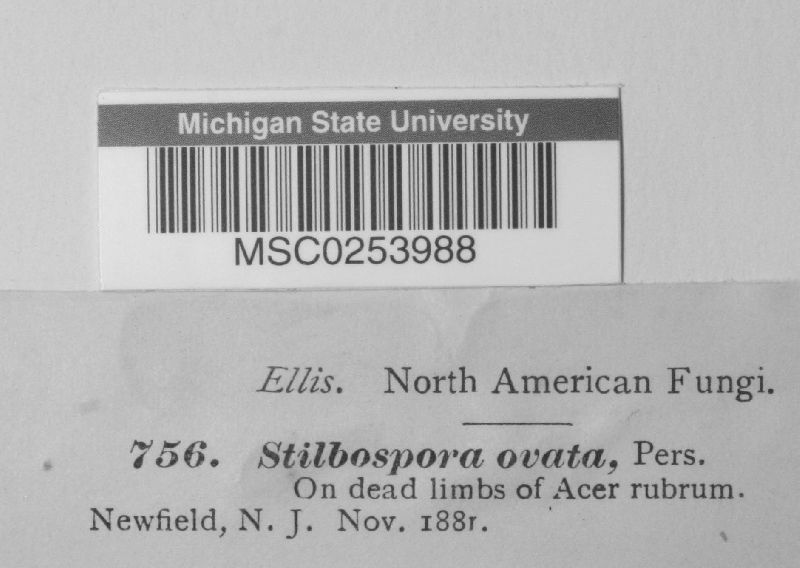 Michigan State University
MSC0253988
Ellis. North American Fungi.
756. Stilbospora ovata, Pers.
On dead limbs of Acer rubrum.
Newfield, N. J. Nov. 1881.